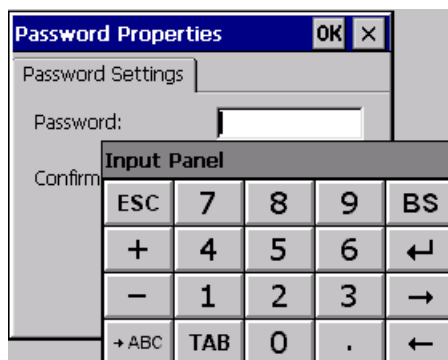 Password Properties OK ×
Password Settings
Password:
Input Panel
Confirm
ESC 7 8 9 BS
+ 4 5 6 ↵
− 1 2 3 →
→ABC TAB 0 . ←